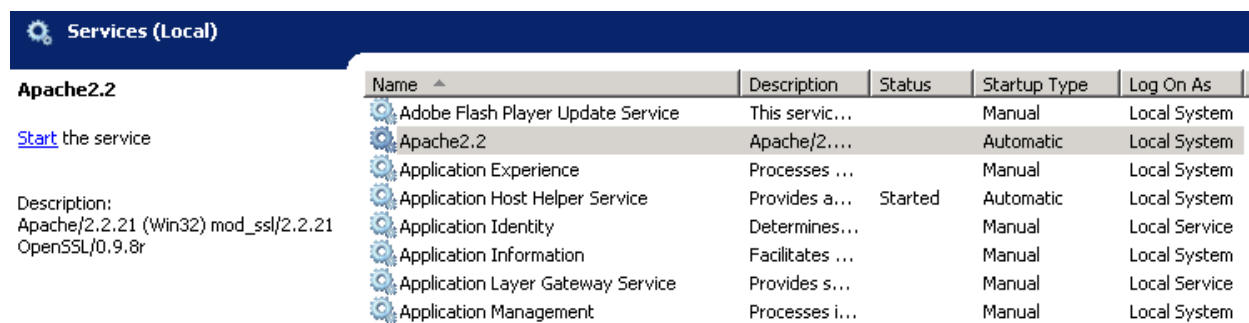 Services (Local)
Apache2.2
Start the service
Description:
Apache/2.2.21 (Win32) mod_ssl/2.2.21
OpenSSL/0.9.8r
Name Description Status Startup Type Log On As
Adobe Flash Player Update Service This servic... Manual Local System
Apache2.2 Apache/2.... Automatic Local System
Application Experience Processes ... Manual Local System
Application Host Helper Service Provides a... Started Automatic Local System
Application Identity Determines... Manual Local Service
Application Information Facilitates ... Manual Local System
Application Layer Gateway Service Provides s... Manual Local Service
Application Management Processes i... Manual Local System